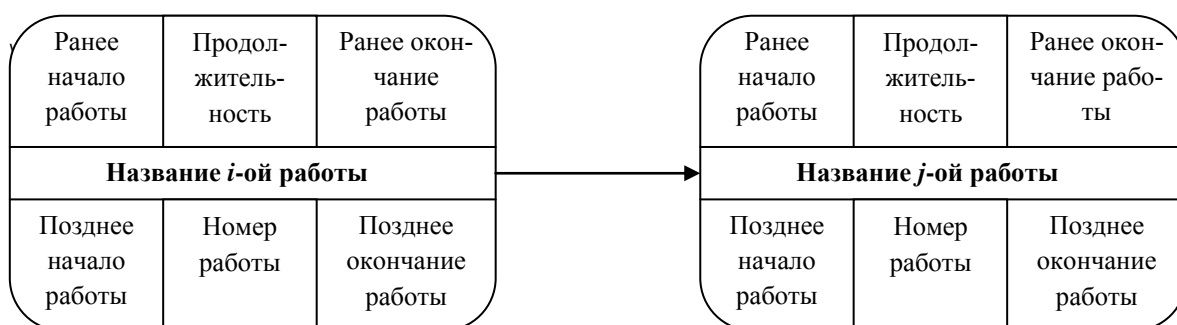 Ранее
начало
работы
Продол-
житель-
ность
Ранее окон-
чание
работы
Название i-ой работы
Позднее
начало
работы
Номер
работы
Позднее
окончание
работы
Ранее
начало
работы
Продол-
житель-
ность
Ранее окон-
чание рабо-
ты
Название j-ой работы
Позднее
начало
работы
Номер
работы
Позднее
окончание
работы